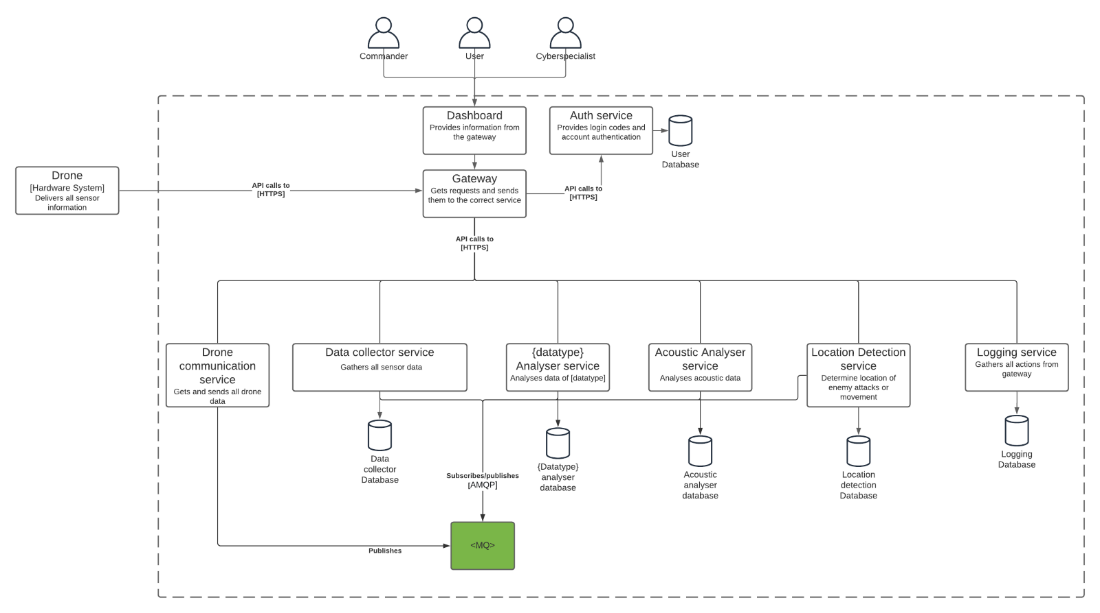 Commander
User
Cyberspecialist
Dashboard
Provides information from
the gateway
Auth service
Provides login codes and
account authentication
User
Database
Drone
[Hardware System]
Delivers all sensor
information
API calls to
[HTTPS]
Gateway
Gets requests and sends
them to the correct service
API calls to
[HTTPS]
API calls to
[HTTPS]
Drone
communication
service
Gets and sends all drone
data
Data collector service
Gathers all sensor data
{datatype}
Analyser service
Analyses data of [datatype]
Acoustic Analyser
service
Analyses acoustic data
Location Detection
service
Determine location of
enemy attacks or
movement
Logging service
Gathers all actions from
gateway
Data
collector
Database
{Datatype}
analyser
database
Acoustic
analyser
database
Location
detection
Database
Logging
Database
Subscribes/publishes
[AMQP]
<MQ>
Publishes